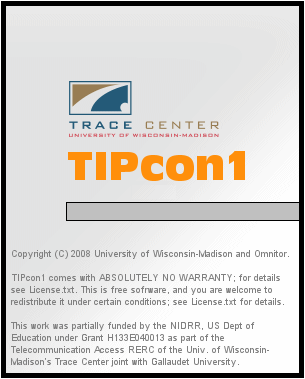 TRACE CENTER
UNIVERSITY OF WISCONSIN-MADISON
TIPcon1
Copyright (C) 2008 University of Wisconsin-Madison and Omnitor.
TIPcon1 comes with ABSOLUTELY NO WARRANTY; for details
see License.txt. This is free sofrware, and you are welcome to
redistribute it under certain conditions; see License.txt for details.
This work was partially funded by the NIDRR, US Dept of
Education under Grant H133E040013 as part of the
Telecommunication Access RERC of the Univ. of Wisconsin-
Madison's Trace Center joint with Gallaudet University.